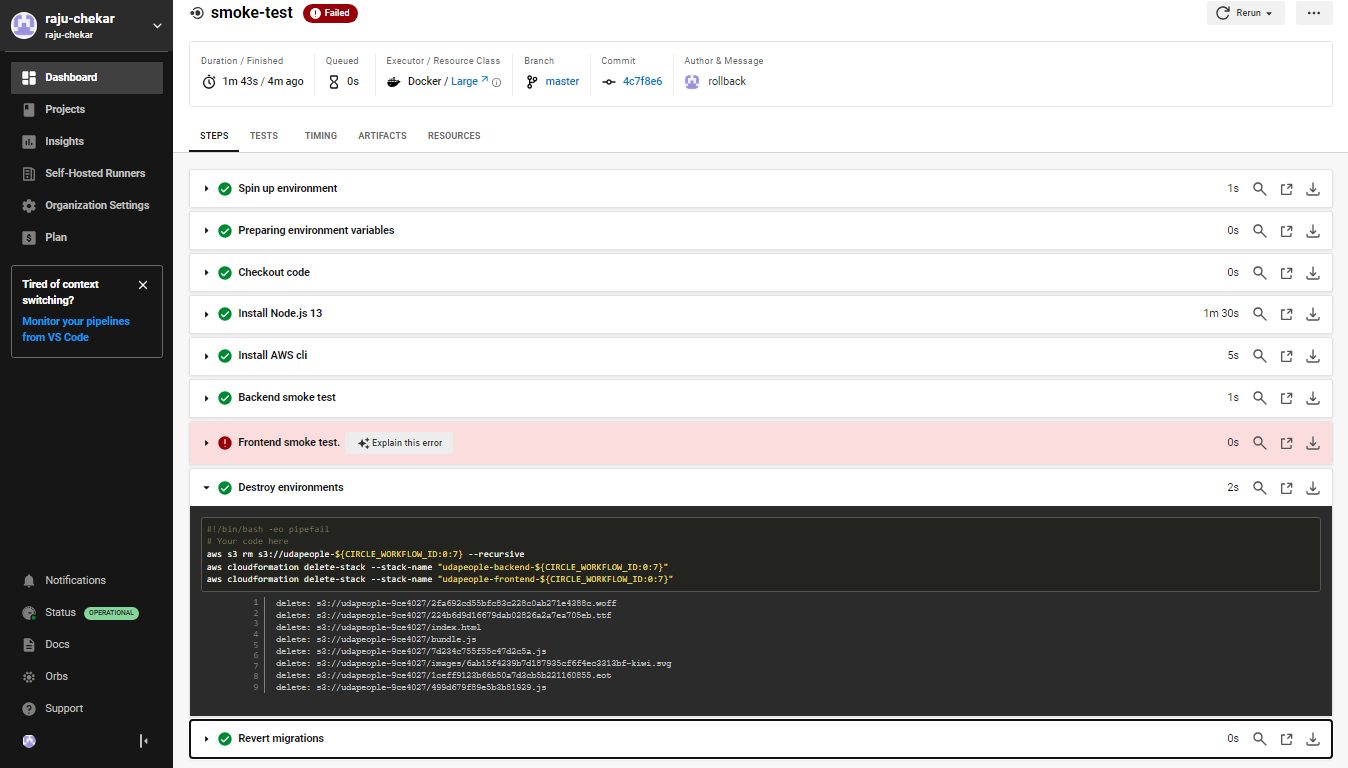 raju-chekar
raju-chekar
Dashboard
Projects
Insights
Self-Hosted Runners
Organization Settings
Plan
Tired of context
switching?
Monitor your pipelines
from VS Code
Notifications
Status OPERATIONAL
Docs
Orbs
Support
smoke-test Failed
Rerun
Duration / Finished
1m 43s / 4m ago
Queued
0s
Executor / Resource Class
Docker / Large
Branch
master
Commit
4c7f8e6
Author & Message
rollback
STEPS TESTS TIMING ARTIFACTS RESOURCES
Spin up environment 1s
Preparing environment variables 0s
Checkout code 0s
Install Node.js 13 1m 30s
Install AWS cli 5s
Backend smoke test 1s
Frontend smoke test. Explain this error 0s
Destroy environments 2s
#!/bin/bash -eo pipefail
# Your code here
aws s3 rm s3://udapeople-${CIRCLE_WORKFLOW_ID:0:7} --recursive
aws cloudformation delete-stack --stack-name "udapeople-backend-${CIRCLE_WORKFLOW_ID:0:7}"
aws cloudformation delete-stack --stack-name "udapeople-frontend-${CIRCLE_WORKFLOW_ID:0:7}"
1 delete: s3://udapeople-9ce4027/2fa692cd55bfc83c228c0ab271e4388c.woff
2 delete: s3://udapeople-9ce4027/224b6d9d16679dab02826a2a7ea705eb.ttf
3 delete: s3://udapeople-9ce4027/index.html
4 delete: s3://udapeople-9ce4027/bundle.js
5 delete: s3://udapeople-9ce4027/7d234c755f55c47d2c5a.js
6 delete: s3://udapeople-9ce4027/images/6ab15f4239b7d187935cf6f4ec3313bf-kiwi.svg
7 delete: s3://udapeople-9ce4027/1ceff9123b66b50a7d3cb5b221160855.eot
8 delete: s3://udapeople-9ce4027/499d679f89e5b3b81929.js
9
Revert migrations 0s